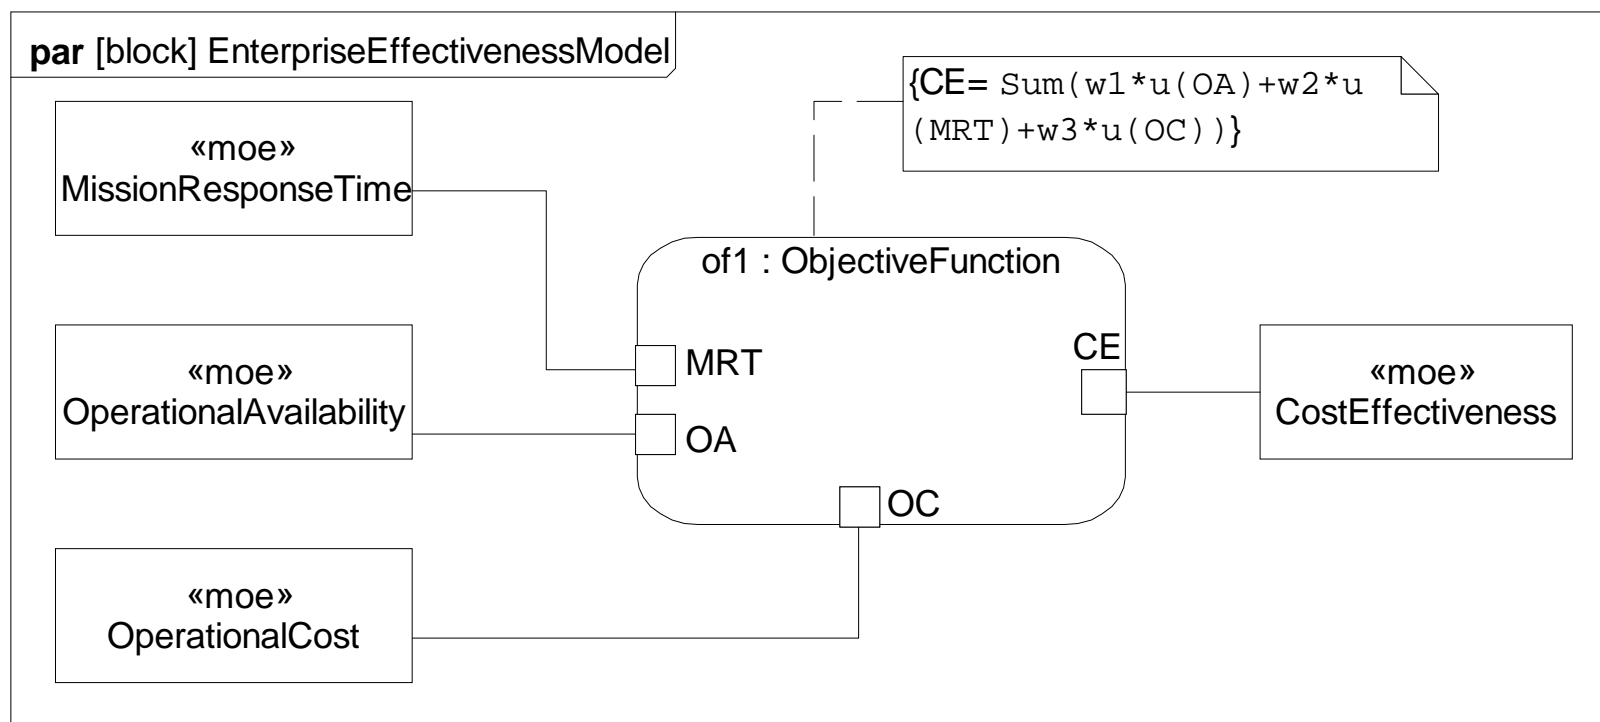 par [block] EnterpriseEffectivenessModel
{CE= Sum(w1*u(OA)+w2*u
(MRT)+w3*u(OC))}
«moe»
MissionResponseTime
of1 : ObjectiveFunction
MRT
OA
OC
CE
«moe»
OperationalAvailability
«moe»
CostEffectiveness
«moe»
OperationalCost